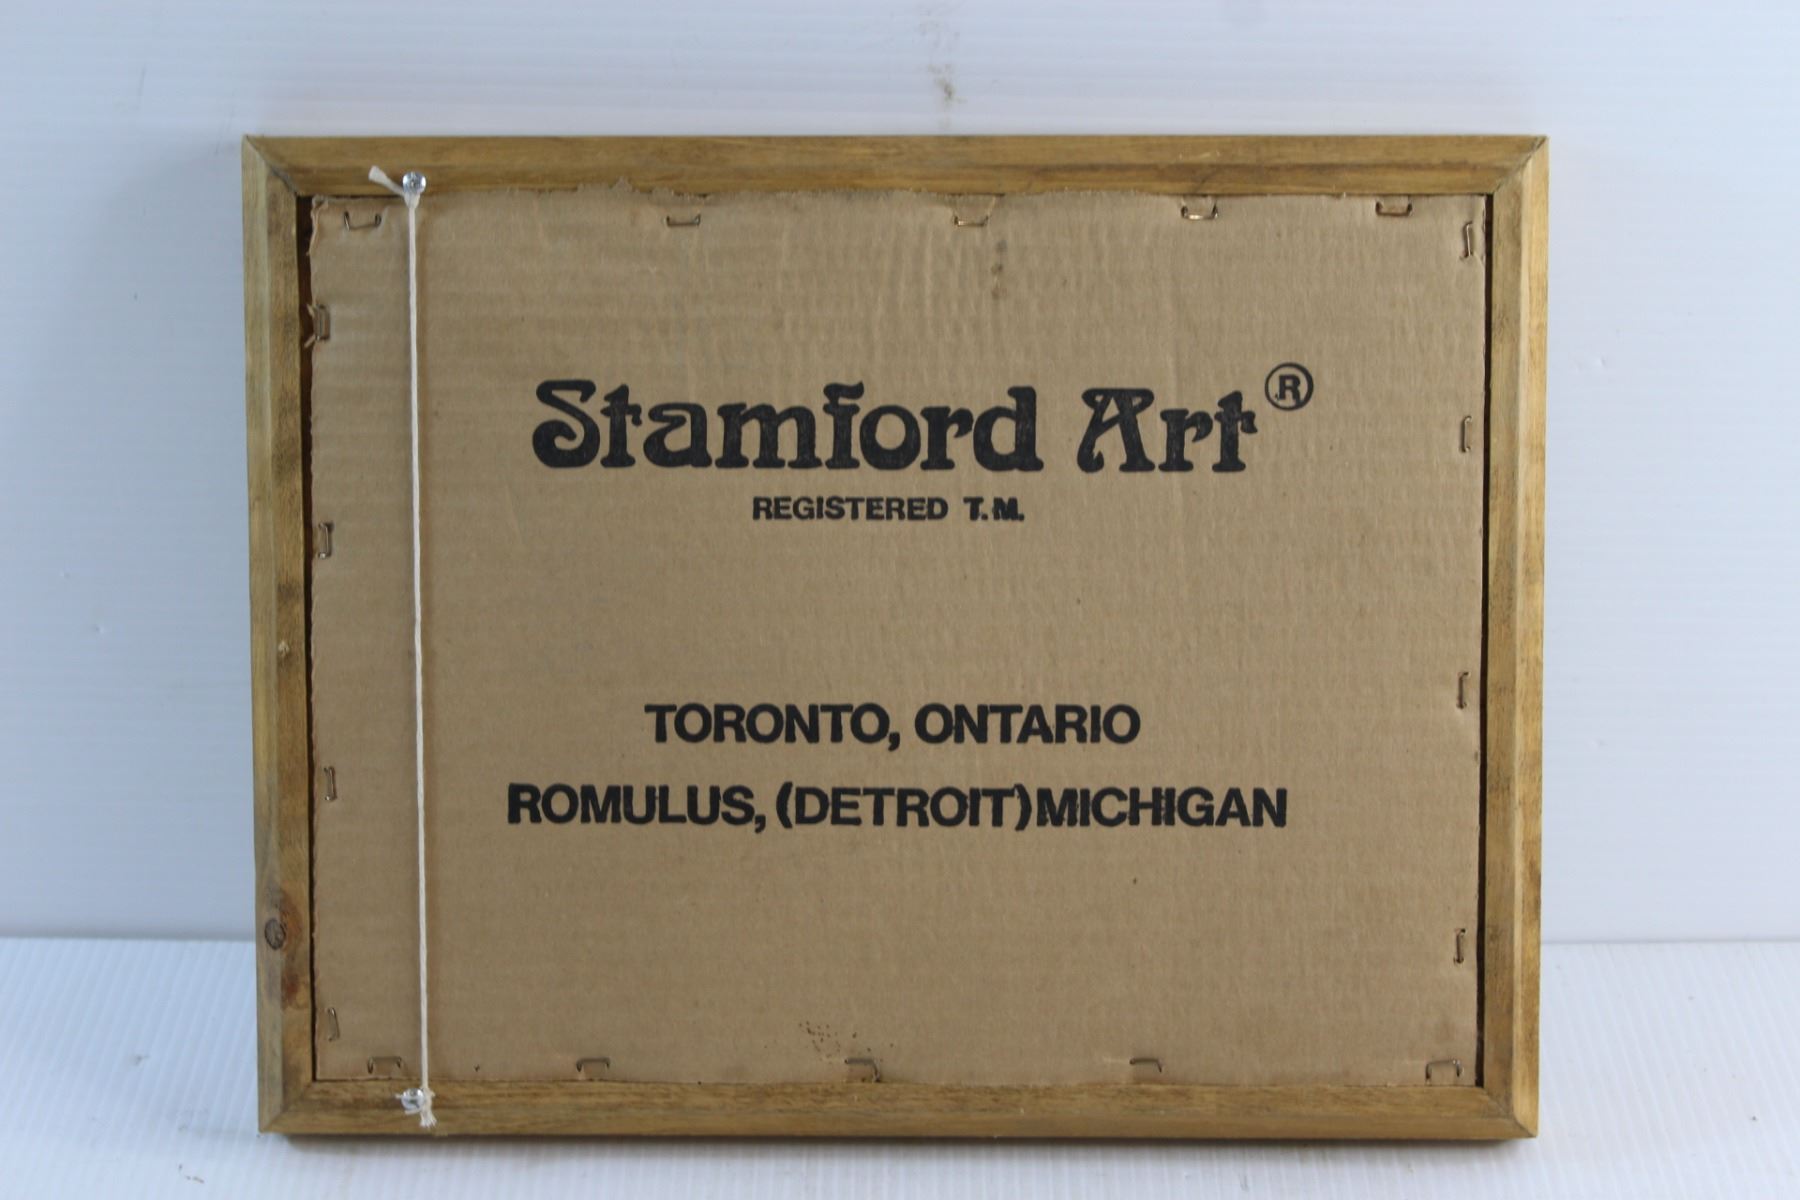 Stamford Art®
REGISTERED T.M.
TORONTO, ONTARIO
ROMULUS, (DETROIT) MICHIGAN